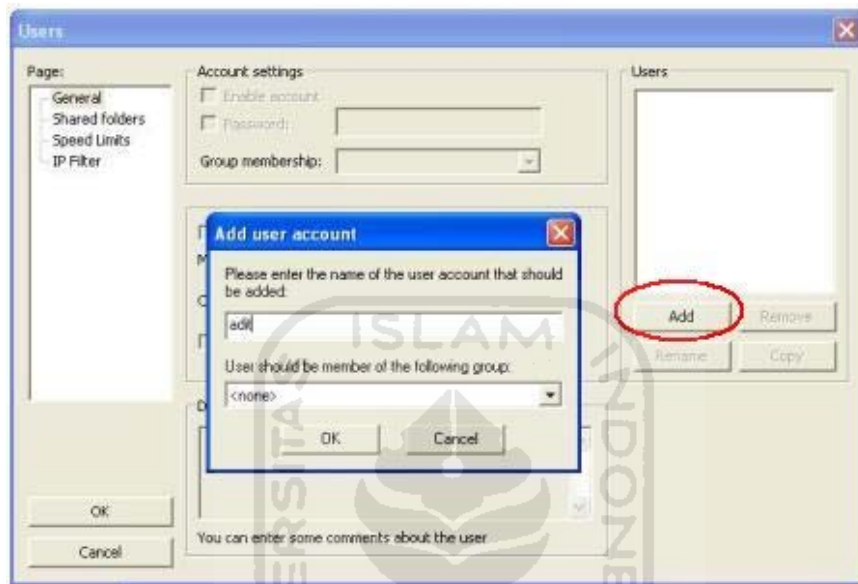 Users
Page:
General
Shared folders
Speed Limits
IP Filter
OK
Cancel
Account settings
Enable account
Password:
Group membership:
Add user account
Please enter the name of the user account that should
be added:
adit
User should be member of the following group:
<none>
OK
Cancel
You can enter some comments about the user
Users
Add
Remove
Rename
Copy
ISLAM